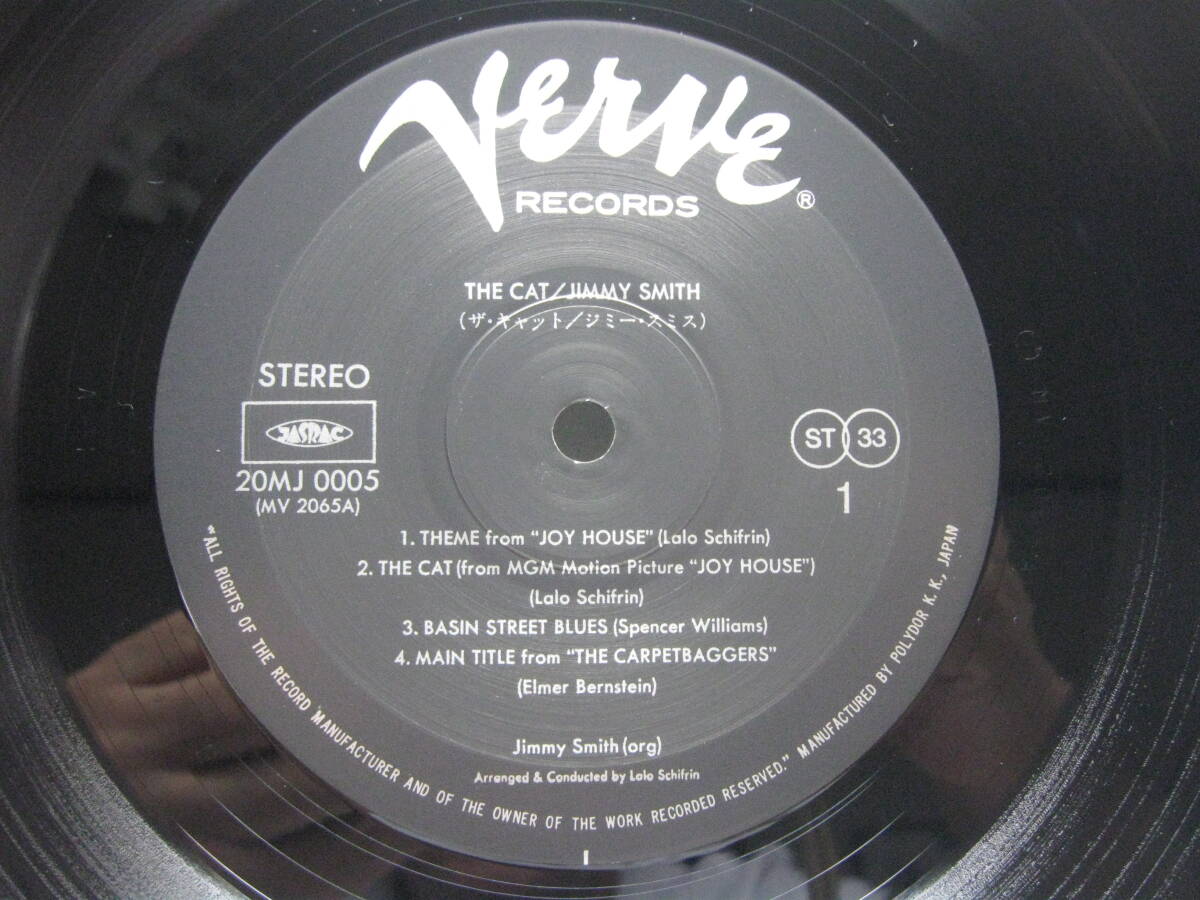 Verve
RECORDS ®
THE CAT/JIMMY SMITH
(ザ・キャット/ジミー・スミス)
STEREO
JASRAC
20MJ 0005
(MV 2065A)
ST 33
1
1. THEME from "JOY HOUSE" (Lalo Schifrin)
2. THE CAT (from MGM Motion Picture "JOY HOUSE")
(Lalo Schifrin)
3. BASIN STREET BLUES (Spencer Williams)
4. MAIN TITLE from "THE CARPETBAGGERS"
(Elmer Bernstein)
Jimmy Smith (org)
Arranged & Conducted by Lalo Schifrin
"ALL RIGHTS OF THE RECORD MANUFACTURER AND OF THE OWNER OF THE WORK RECORDED RESERVED." MANUFACTURED BY POLYDOR K. K., JAPAN